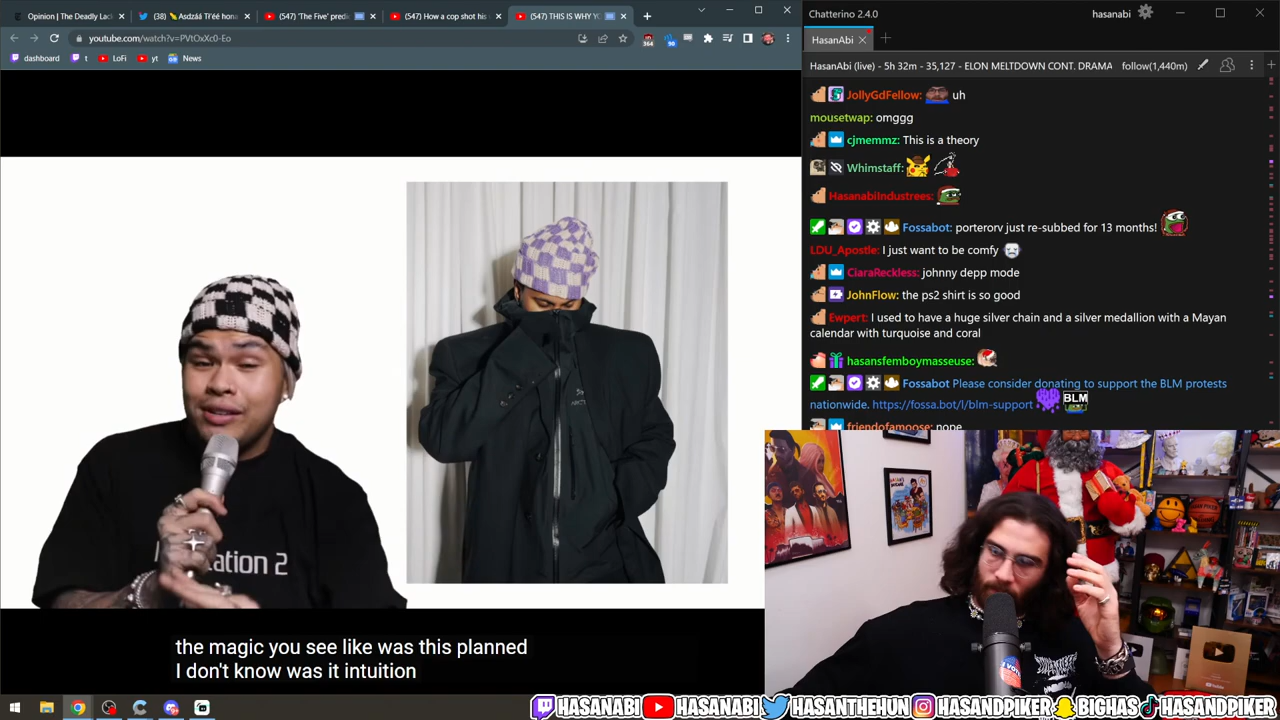 Opinion | The Deadly Lack
(38) Asdzáá Tł'éé hona
(547) 'The Five' predi
(547) How a cop shot his
(547) THIS IS WHY YO
youtube.com/watch?v=PVtOxXc0-Eo
364
90
dashboard
t
LoFi
yt
News
ARC'T
ation 2
the magic you see like was this planned
I don't know was it intuition
Chatterino 2.4.0
hasanabi
HasanAbi
HasanAbi (live) - 5h 32m - 35,127 - ELON MELTDOWN CONT. DRAMA
follow(1,440m)
JollyGdFellow: uh
mousetwap: omggg
cjmemmz: This is a theory
Whimstaff:
HasanabiIndustrees:
Fossabot: porterorv just re-subbed for 13 months!
LDU_Apostle: I just want to be comfy
CiaraReckless: johnny depp mode
JohnFlow: the ps2 shirt is so good
Ewpert: I used to have a huge silver chain and a silver medallion with a Mayan
calendar with turquoise and coral
hasansfemboymasseuse:
Fossabot Please consider donating to support the BLM protests
nationwide. https://fossa.bot/l/blm-support
BLM
friendofamoose: nope
HASANABI
HASANABI
HASANTHEHUN
HASANDPIKER
BIGHAS
HASANDPIKER